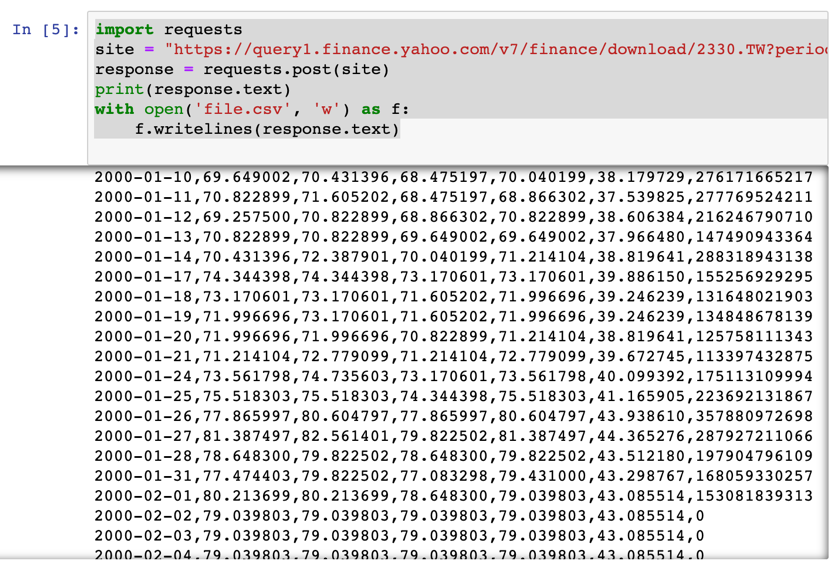 In [5]:
import requests
site = "https://query1.finance.yahoo.com/v7/finance/download/2330.TW?perio
response = requests.post(site)
print(response.text)
with open('file.csv', 'w') as f:
    f.writelines(response.text)
2000-01-10,69.649002,70.431396,68.475197,70.040199,38.179729,276171665217
2000-01-11,70.822899,71.605202,68.475197,68.866302,37.539825,277769524211
2000-01-12,69.257500,70.822899,68.866302,70.822899,38.606384,216246790710
2000-01-13,70.822899,70.822899,69.649002,69.649002,37.966480,147490943364
2000-01-14,70.431396,72.387901,70.040199,71.214104,38.819641,288318943138
2000-01-17,74.344398,74.344398,73.170601,73.170601,39.886150,155256929295
2000-01-18,73.170601,73.170601,71.605202,71.996696,39.246239,131648021903
2000-01-19,71.996696,73.170601,71.605202,71.996696,39.246239,134848678139
2000-01-20,71.996696,71.996696,70.822899,71.214104,38.819641,125758111343
2000-01-21,71.214104,72.779099,71.214104,72.779099,39.672745,113397432875
2000-01-24,73.561798,74.735603,73.170601,73.561798,40.099392,175113109994
2000-01-25,75.518303,75.518303,74.344398,75.518303,41.165905,223692131867
2000-01-26,77.865997,80.604797,77.865997,80.604797,43.938610,357880972698
2000-01-27,81.387497,82.561401,79.822502,81.387497,44.365276,287927211066
2000-01-28,78.648300,79.822502,78.648300,79.822502,43.512180,197904796109
2000-01-31,77.474403,79.822502,77.083298,79.431000,43.298767,168059330257
2000-02-01,80.213699,80.213699,78.648300,79.039803,43.085514,153081839313
2000-02-02,79.039803,79.039803,79.039803,79.039803,43.085514,0
2000-02-03,79.039803,79.039803,79.039803,79.039803,43.085514,0
2000-02-04,79.039803,79.039803,79.039803,79.039803,43.085514,0